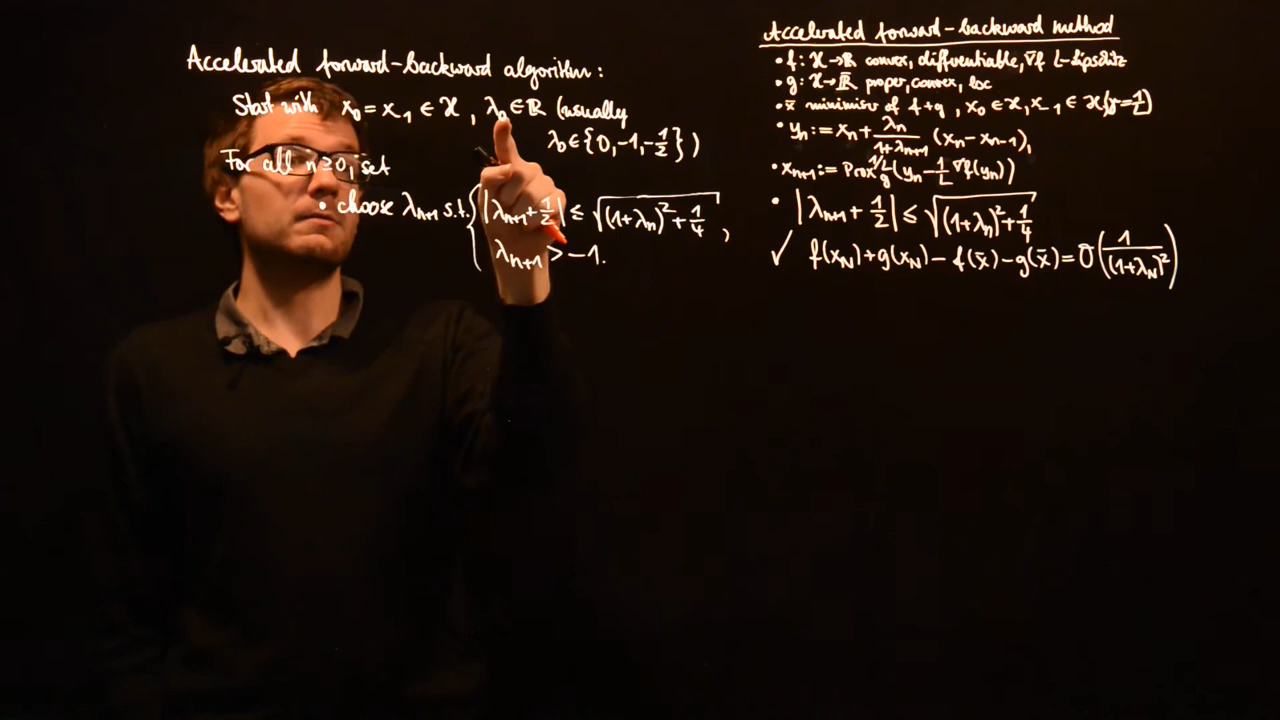 Accelerated forward-backward algorithm:
Start with x₀ = x₋₁ ∈ ℋ, λ₀ ∈ ℝ (usually
λ₀ ∈ {0, -1, -1/2})
For all n ≥ 0, set
• choose λₙ₊₁ s.t. { |λₙ₊₁ + 1/2| ≤ √((1+λₙ)² + 1/4),
λₙ₊₁ > -1.
Accelerated forward-backward method
• f: ℋ → ℝ convex, differentiable, ∇f L-Lipschitz
• g: ℋ → ℝ̄ proper, convex, lsc
• x̄ minimiser of f+g, x₀ ∈ ℋ, x₋₁ ∈ ℋ (γ = 1/L)
• yₙ := xₙ + λₙ/(1+λₙ₊₁) (xₙ - xₙ₋₁),
• xₙ₊₁ := Prox_g^{1/L}(yₙ - 1/L ∇f(yₙ))
• |λₙ₊₁ + 1/2| ≤ √((1+λₙ)² + 1/4)
✓ f(x_N) + g(x_N) - f(x̄) - g(x̄) = O(1/(1+λ_N)²)